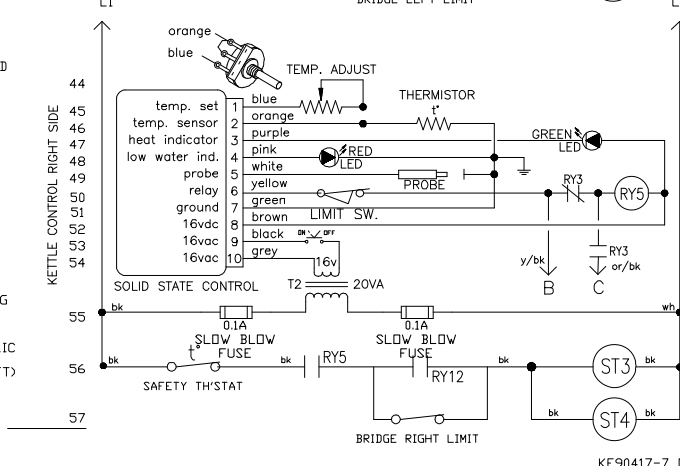 BRIDGE LEFT LIMIT
L1
L
orange
blue
TEMP. ADJUST
D
44
THERMISTOR
t°
KETTLE CONTROL RIGHT SIDE
45
temp. set 1 blue
46
temp. sensor 2 orange
47
heat indicator 3 purple
GREEN LED
48
low water ind. 4 pink
RED LED
49
probe 5 white
PROBE
50
relay 6 yellow
RY3
RY5
51
ground 7 green
LIMIT SW.
52
16vdc 8 brown
53
16vac 9 black
ON OFF
54
16vac 10 grey
16v
y/bk
RY3
or/bk
B
C
SOLID STATE CONTROL
T2 20VA
G
55
bk
0.1A
SLOW BLOW
FUSE
0.1A
SLOW BLOW
FUSE
wh
IC
T)
56
bk
t°
SAFETY TH'STAT
bk
RY5
RY12
bk
ST3
57
BRIDGE RIGHT LIMIT
bk
ST4
bk
KE90417-7